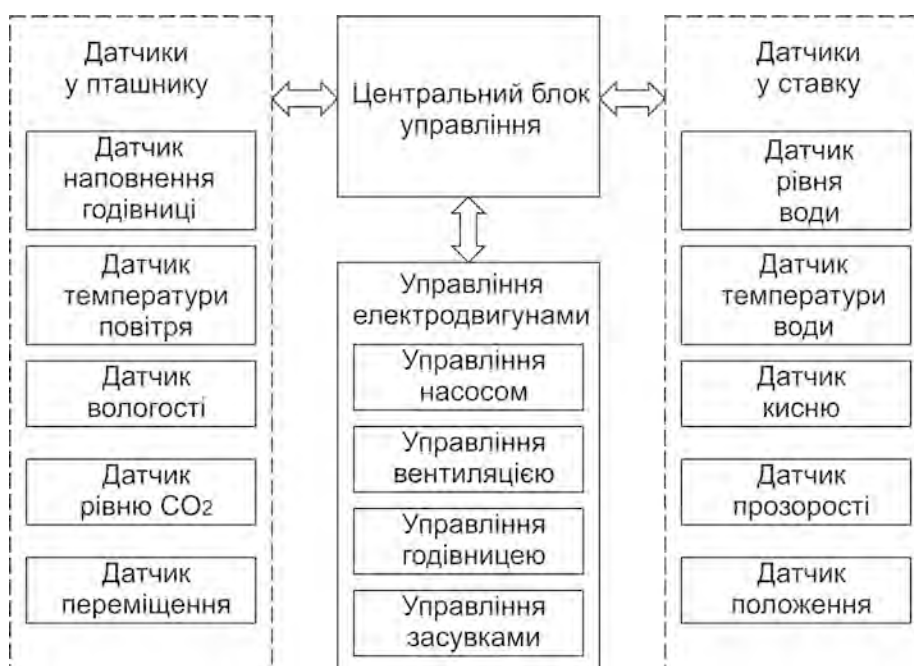 Датчики
у пташнику
Датчик
наповнення
годівниці
Датчик
температури
повітря
Датчик
вологості
Датчик
рівню CO2
Датчик
переміщення
Центральний блок
управління
Управління
електродвигунами
Управління
насосом
Управління
вентиляцією
Управління
годівницею
Управління
засувками
Датчики
у ставку
Датчик
рівня
води
Датчик
температури
води
Датчик
кисню
Датчик
прозорості
Датчик
положення